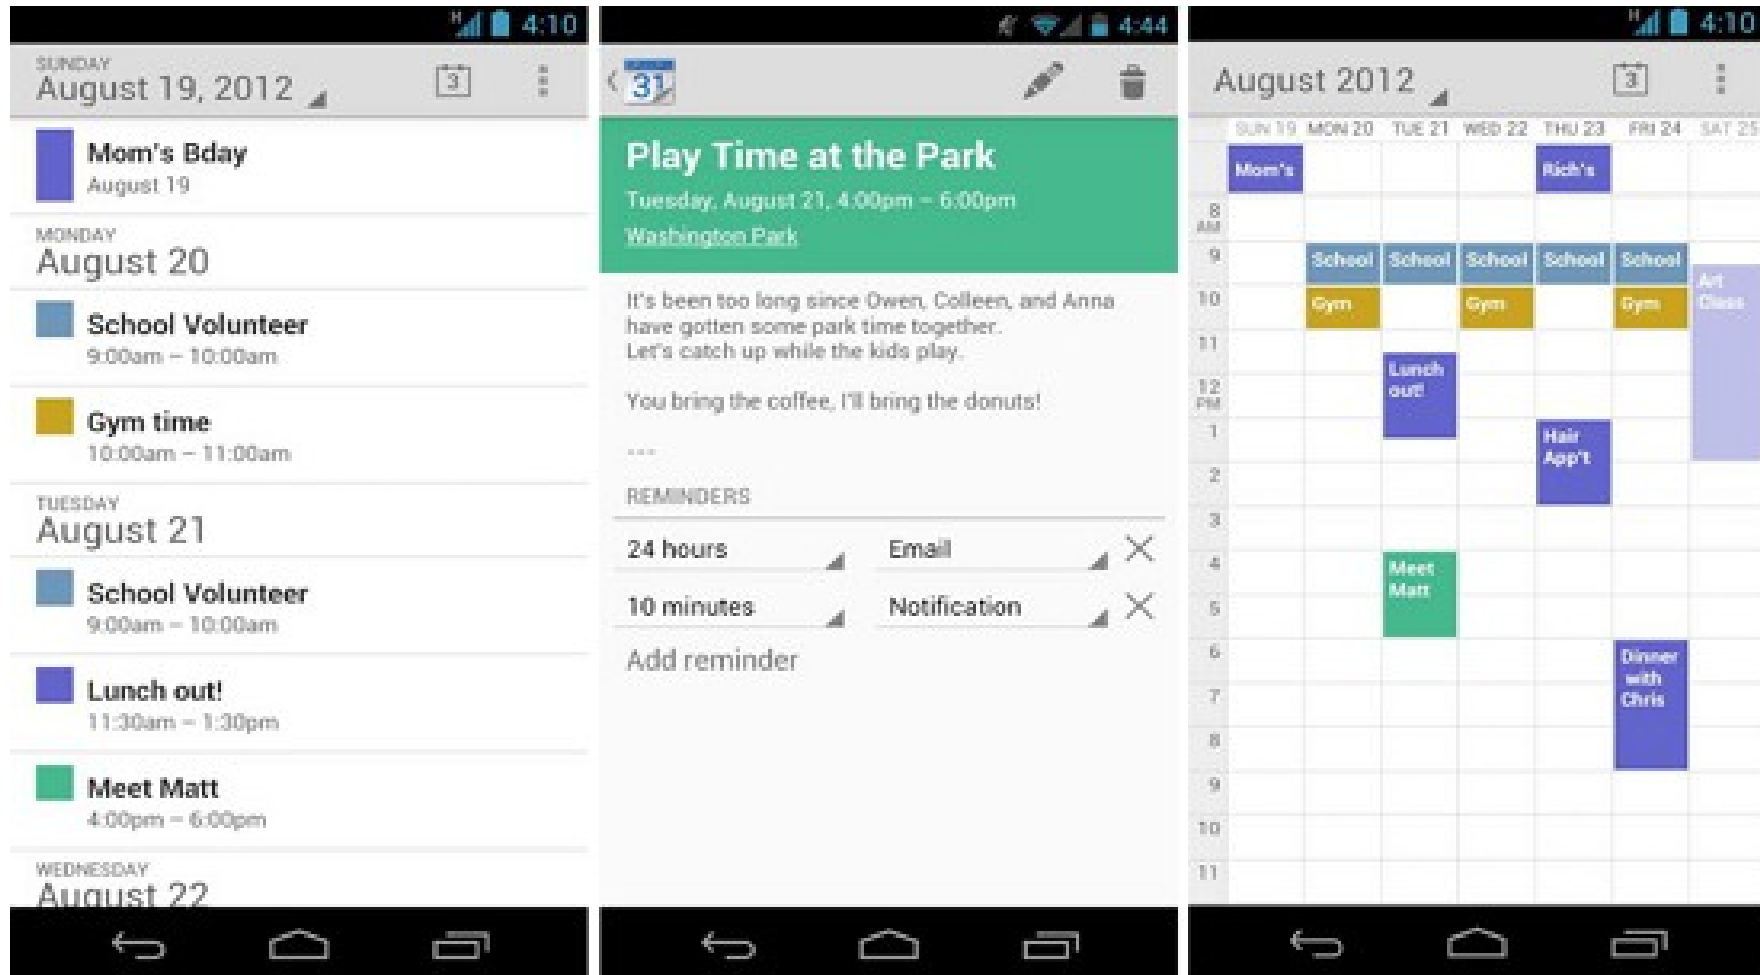 H 4:10
SUNDAY
August 19, 2012
3
Mom's Bday
August 19
MONDAY
August 20
School Volunteer
9:00am – 10:00am
Gym time
10:00am – 11:00am
TUESDAY
August 21
School Volunteer
9:00am – 10:00am
Lunch out!
11:30am – 1:30pm
Meet Matt
4:00pm – 6:00pm
WEDNESDAY
August 22
4:44
31
Play Time at the Park
Tuesday, August 21, 4:00pm – 6:00pm
Washington Park
It's been too long since Owen, Colleen, and Anna
have gotten some park time together.
Let's catch up while the kids play.
You bring the coffee, I'll bring the donuts!
---
REMINDERS
24 hours Email
10 minutes Notification
Add reminder
H 4:10
August 2012 3
SUN 19 MON 20 TUE 21 WED 22 THU 23 FRI 24 SAT 25
Mom's Rich's
8
AM
9 School School School School School
Art
Class
10 Gym Gym Gym
11
Lunch
out!
12
PM
1
Hair
App't
2
3
4
Meet
Matt
5
6
Dinner
with
Chris
7
8
9
10
11